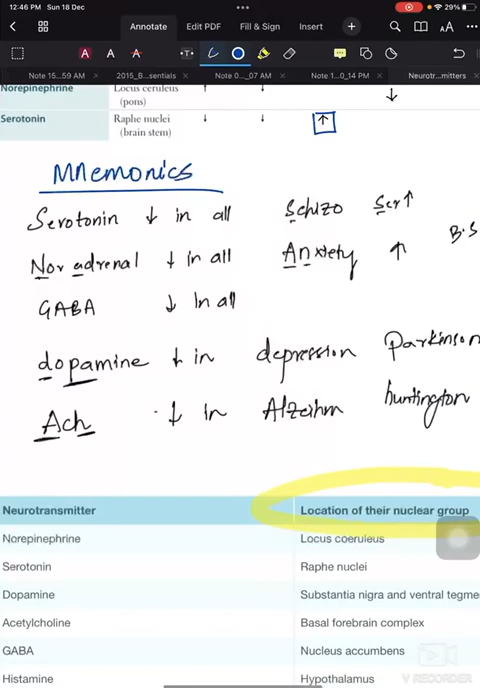 12:46 PM Sun 18 Dec
29%
Annotate Edit PDF Fill & Sign Insert
Note 15...59 AM 2015_B...sentials Note 0..._07 AM Note 1...0_14 PM Neurotr...mitters
Norepinephrine Locus ceruleus ↑ ↓ ↓
(pons)
Serotonin Raphe nuclei ↓ ↓ ↑
(brain stem)
Mnemonics
Serotonin ↓ in all Schizo Ser↑
Nor adrenal ↓ in all Anxiety ↑ B.S
GABA ↓ In all
dopamine ↓ in depression Parkinson
Ach ↓ in Alzeihm huntington
Neurotransmitter Location of their nuclear group
Norepinephrine Locus coeruleus
Serotonin Raphe nuclei
Dopamine Substantia nigra and ventral tegme
Acetylcholine Basal forebrain complex
GABA Nucleus accumbens
Histamine Hypothalamus
V RECORDER